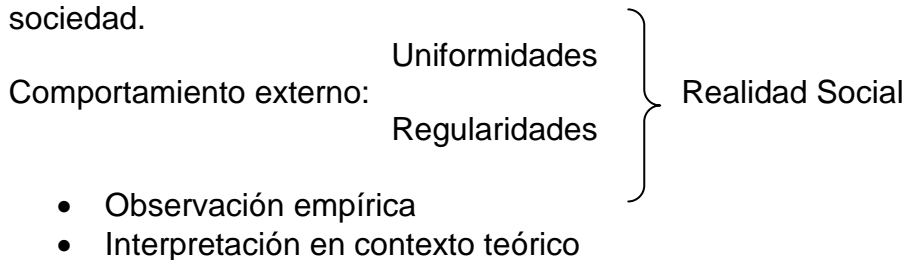 sociedad.
Uniformidades
Comportamiento externo: Realidad Social
Regularidades
• Observación empírica
• Interpretación en contexto teórico